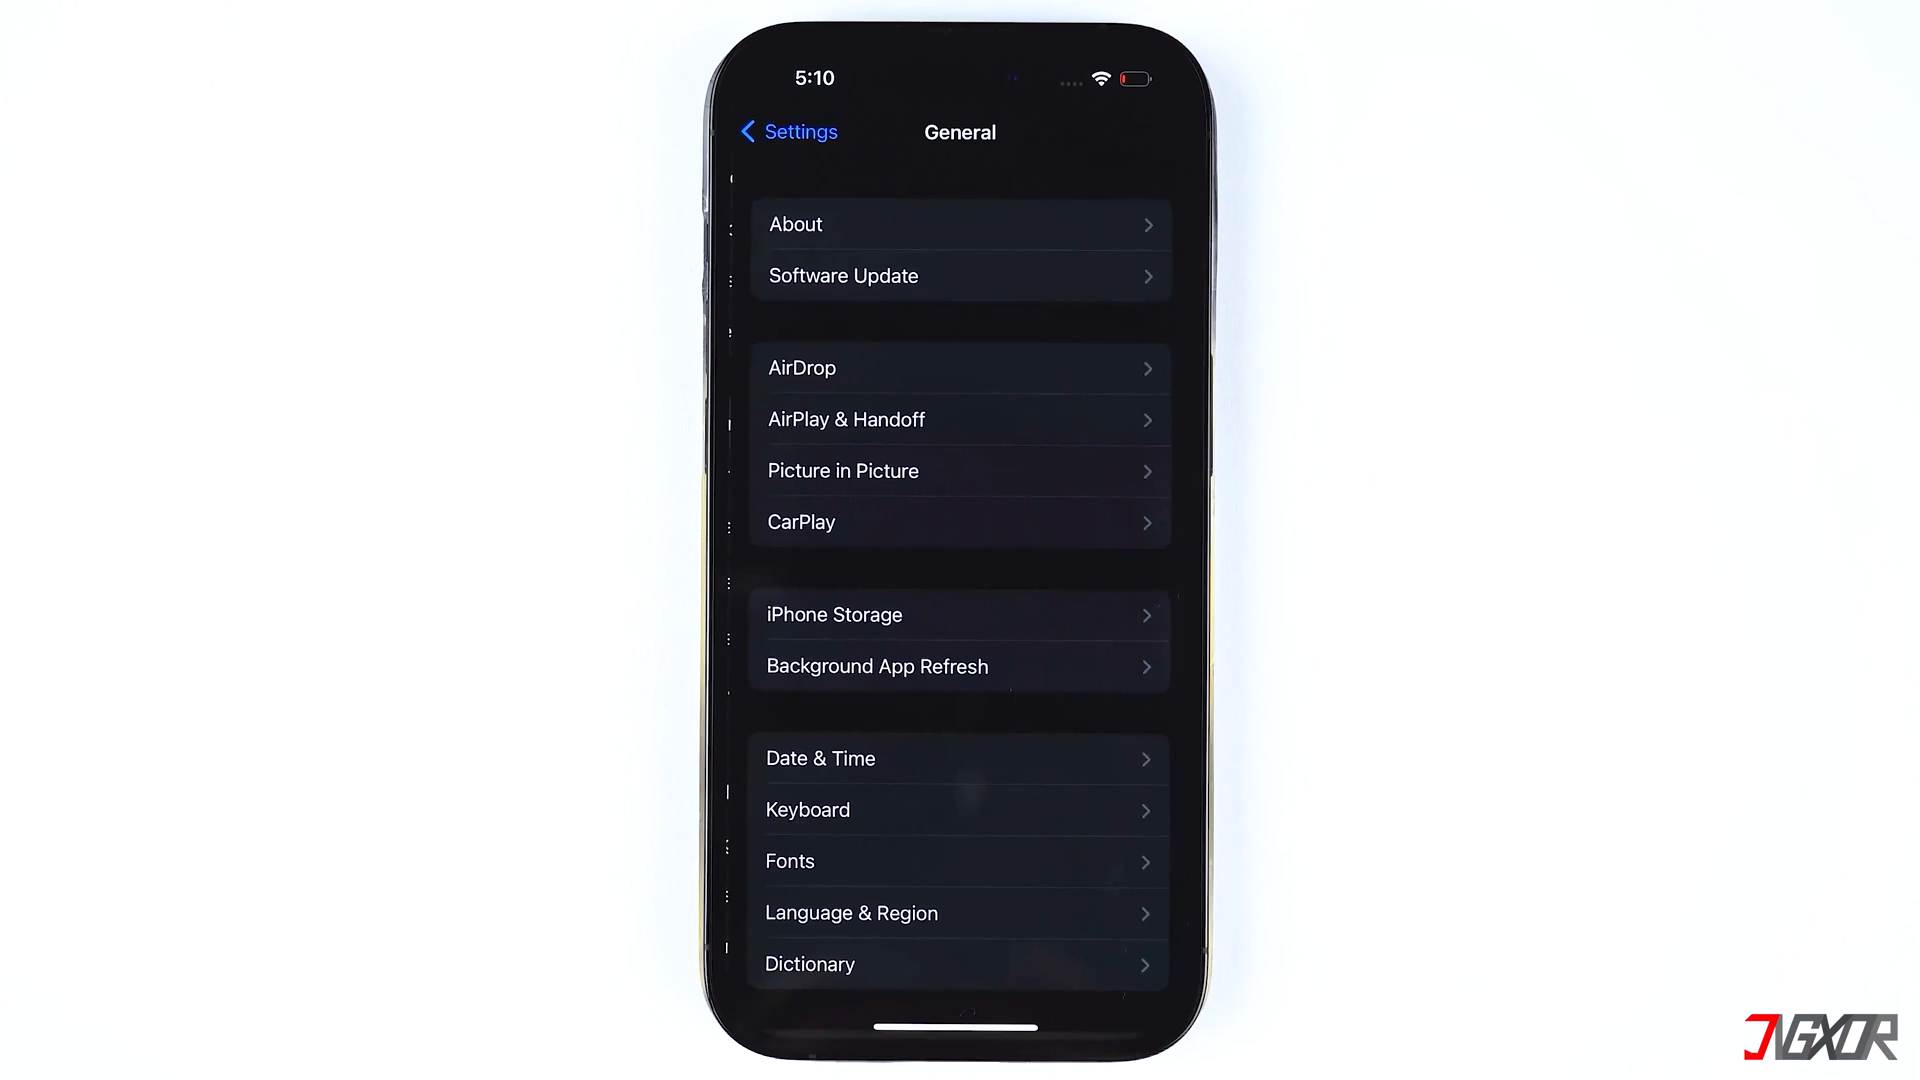 5:10
Settings
General
About
Software Update
AirDrop
AirPlay & Handoff
Picture in Picture
CarPlay
iPhone Storage
Background App Refresh
Date & Time
Keyboard
Fonts
Language & Region
Dictionary